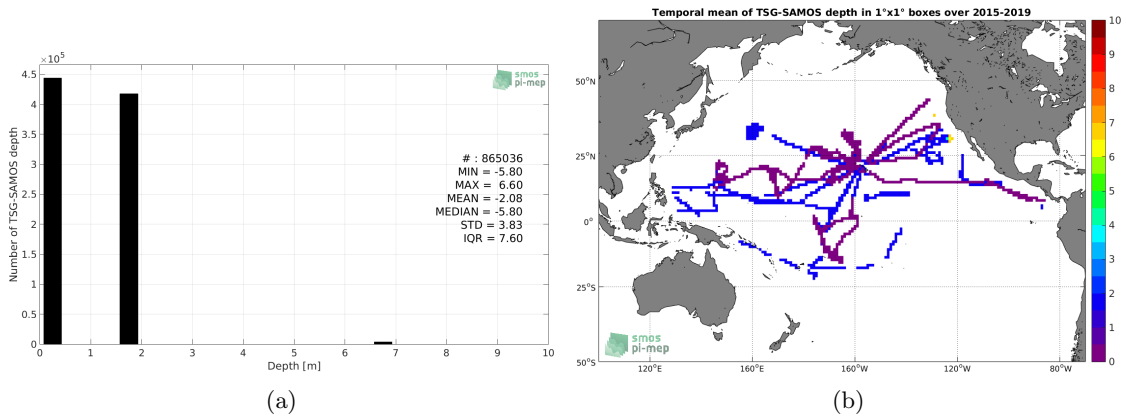 ×10⁵
4.5
4
3.5
3
2.5
2
1.5
1
0.5
0
Number of TSG-SAMOS depth
0 1 2 3 4 5 6 7 8 9 10
Depth [m]
smos
pi-mep
# : 865036
MIN = -5.80
MAX = 6.60
MEAN = -2.08
MEDIAN = -5.80
STD = 3.83
IQR = 7.60
(a)
Temporal mean of TSG-SAMOS depth in 1°x1° boxes over 2015-2019
50°N
25°N
0°
25°S
50°S
120°E 160°E 160°W 120°W 80°W
smos
pi-mep
10
9
8
7
6
5
4
3
2
1
0
(b)